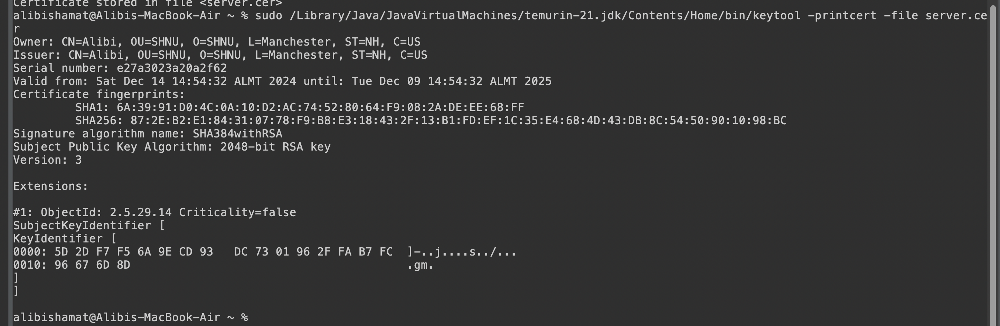 Certificate stored in file <server.cer>
alibishamat@Alibis-MacBook-Air ~ % sudo /Library/Java/JavaVirtualMachines/temurin-21.jdk/Contents/Home/bin/keytool -printcert -file server.ce
r
Owner: CN=Alibi, OU=SHNU, O=SHNU, L=Manchester, ST=NH, C=US
Issuer: CN=Alibi, OU=SHNU, O=SHNU, L=Manchester, ST=NH, C=US
Serial number: e27a3023a20a2f62
Valid from: Sat Dec 14 14:54:32 ALMT 2024 until: Tue Dec 09 14:54:32 ALMT 2025
Certificate fingerprints:
         SHA1: 6A:39:91:D0:4C:0A:10:D2:AC:74:52:80:64:F9:08:2A:DE:EE:68:FF
         SHA256: 87:2E:B2:E1:84:31:07:78:F9:B8:E3:18:43:2F:13:B1:FD:EF:1C:35:E4:68:4D:43:DB:8C:54:50:90:10:98:BC
Signature algorithm name: SHA384withRSA
Subject Public Key Algorithm: 2048-bit RSA key
Version: 3
Extensions:
#1: ObjectId: 2.5.29.14 Criticality=false
SubjectKeyIdentifier [
KeyIdentifier [
0000: 5D 2D F7 F5 6A 9E CD 93   DC 73 01 96 2F FA B7 FC  ]-..j....s../...
0010: 96 67 6D 8D                                        .gm.
]
]
alibishamat@Alibis-MacBook-Air ~ %